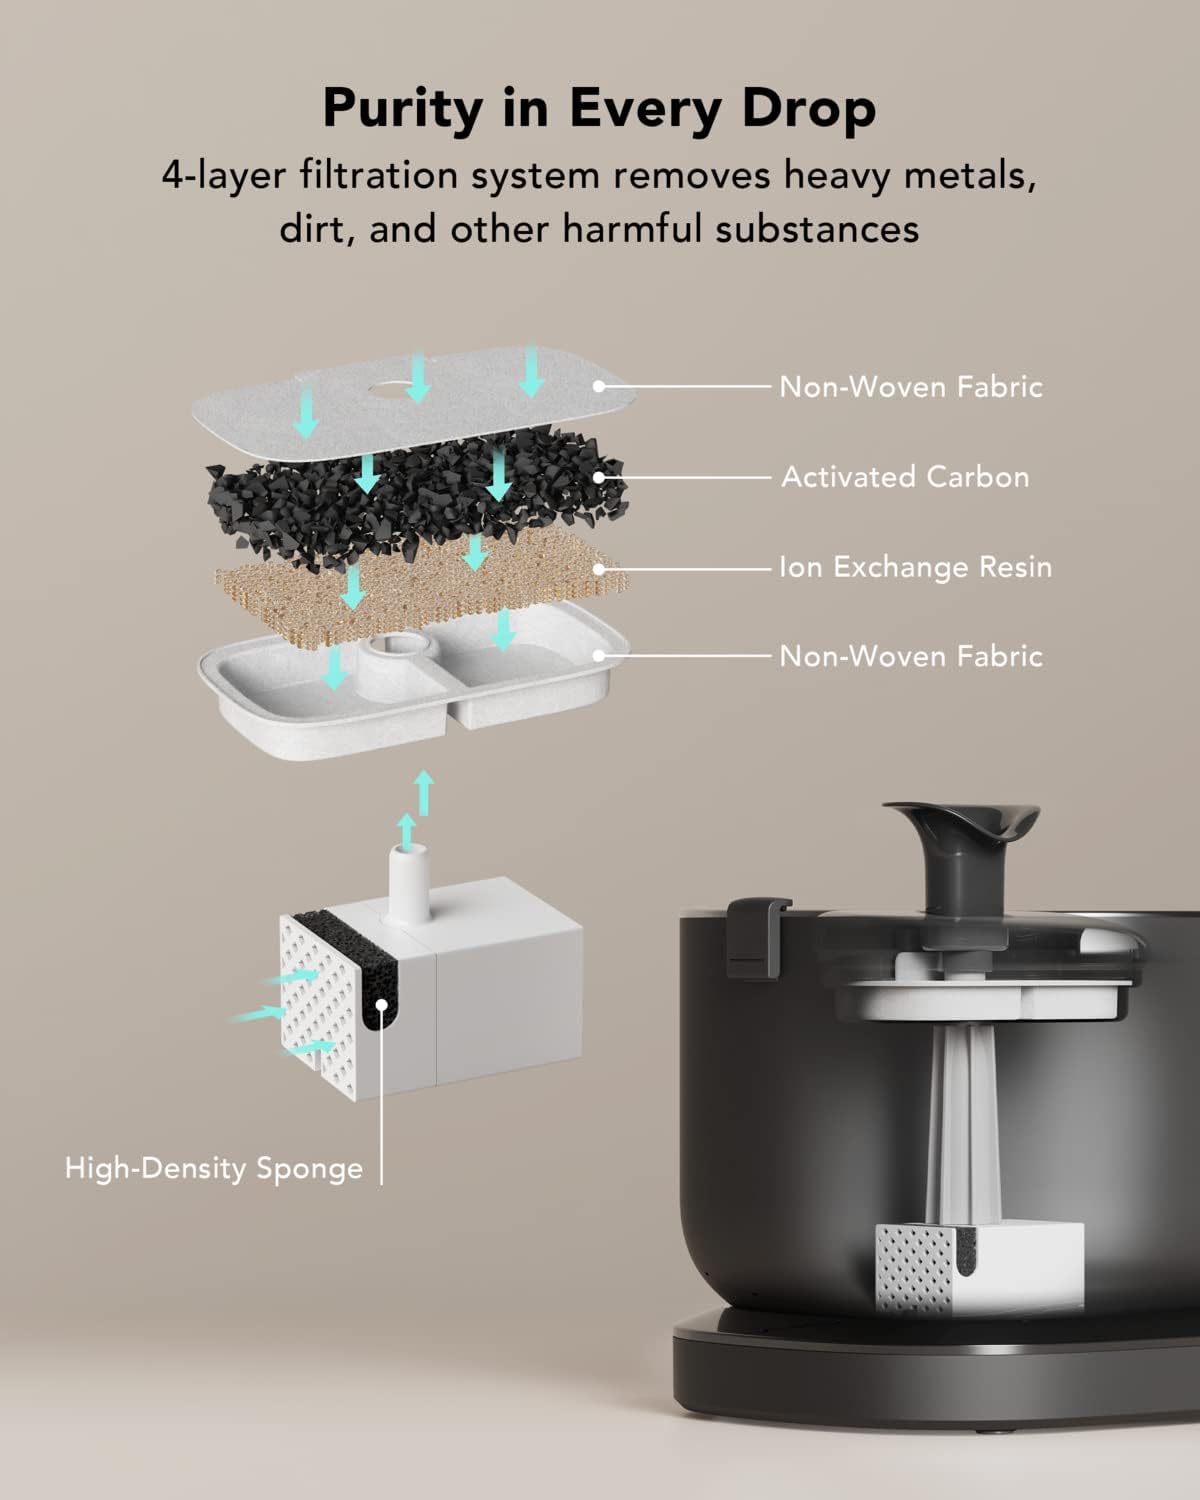 Purity in Every Drop
4-layer filtration system removes heavy metals,
dirt, and other harmful substances
Non-Woven Fabric
Activated Carbon
Ion Exchange Resin
Non-Woven Fabric
High-Density Sponge